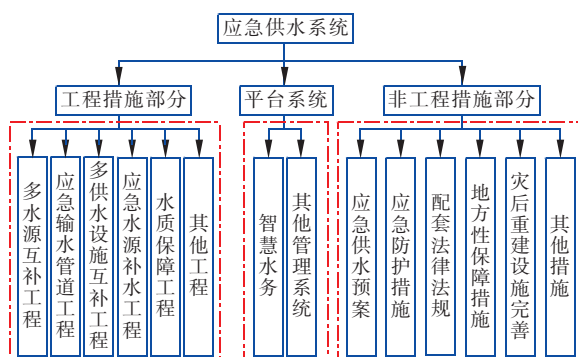 应急供水系统
工程措施部分
平台系统
非工程措施部分
多水源互补工程
应急输水管道工程
多供水设施互补工程
应急水源补水工程
水质保障工程
其他工程
智慧水务
其他管理系统
应急供水预案
应急防护措施
配套法律法规
地方性保障措施
灾后重建设施完善
其他措施